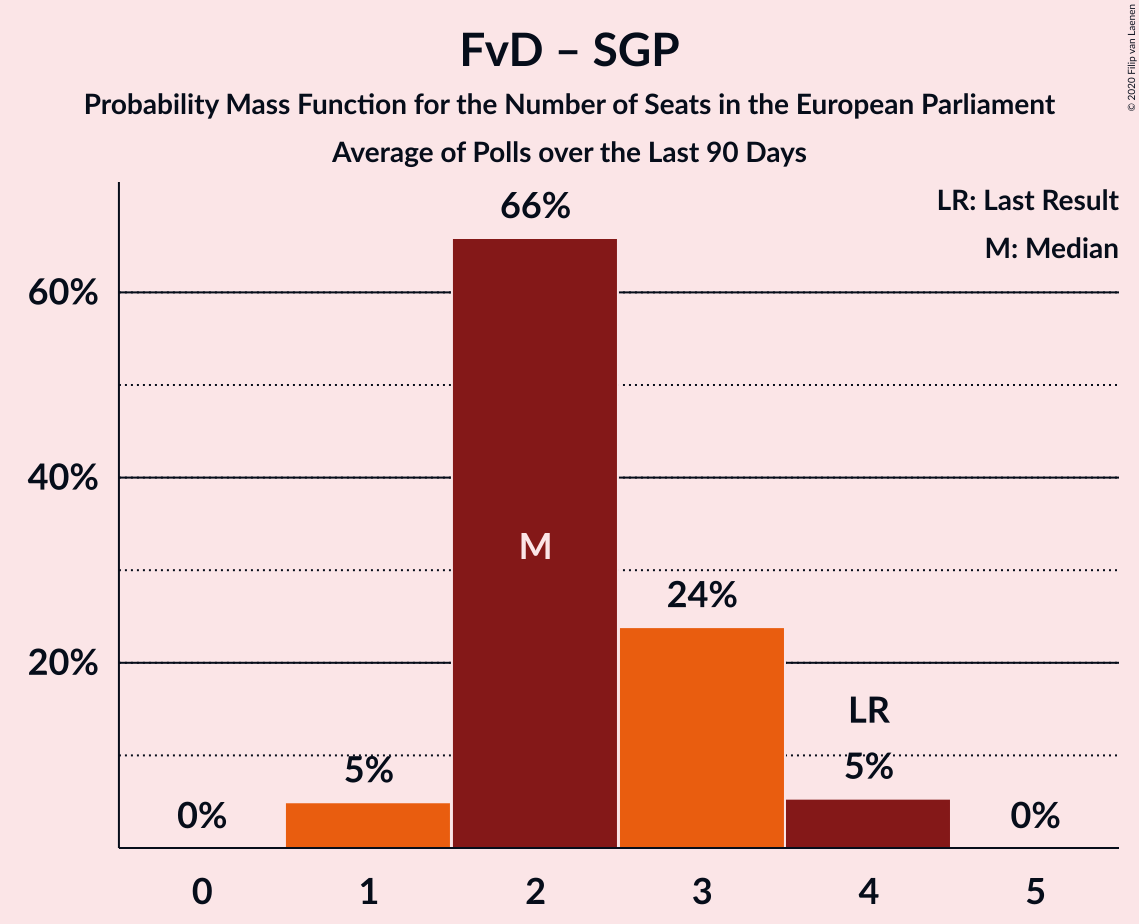 FvD – SGP
Probability Mass Function for the Number of Seats in the European Parliament
Average of Polls over the Last 90 Days
© 2020 Filip van Laenen
LR: Last Result
M: Median
66%
60%
40%
M
24%
20%
LR
5%
5%
0%
0%
0 1 2 3 4 5